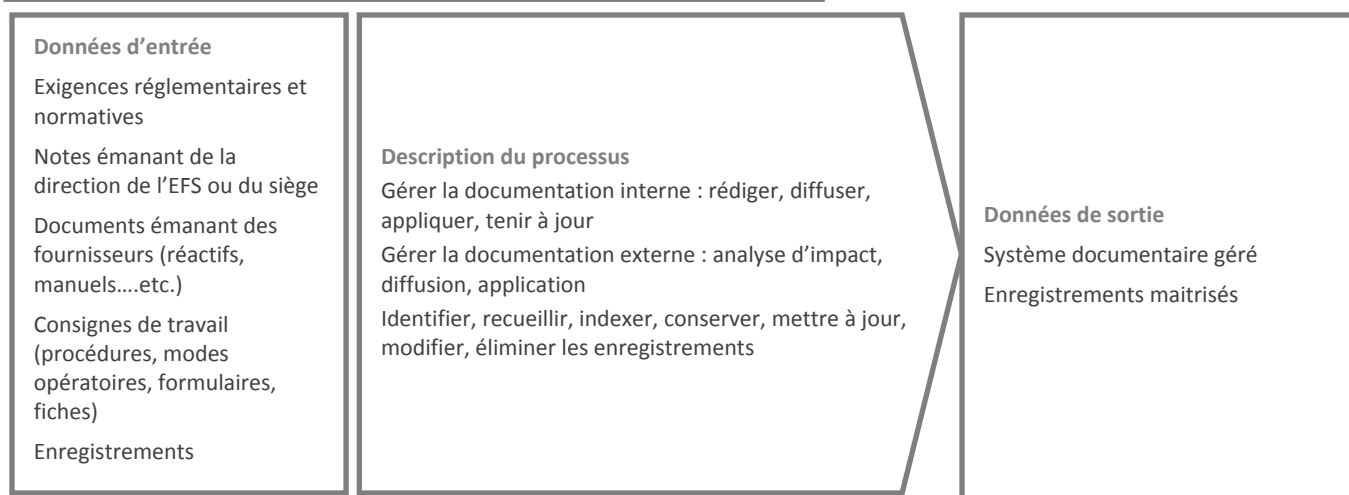 Données d’entrée
Exigences réglementaires et
normatives
Notes émanant de la
direction de l’EFS ou du siège
Documents émanant des
fournisseurs (réactifs,
manuels….etc.)
Consignes de travail
(procédures, modes
opératoires, formulaires,
fiches)
Enregistrements
Description du processus
Gérer la documentation interne : rédiger, diffuser,
appliquer, tenir à jour
Gérer la documentation externe : analyse d’impact,
diffusion, application
Identifier, recueillir, indexer, conserver, mettre à jour,
modifier, éliminer les enregistrements
Données de sortie
Système documentaire géré
Enregistrements maitrisés